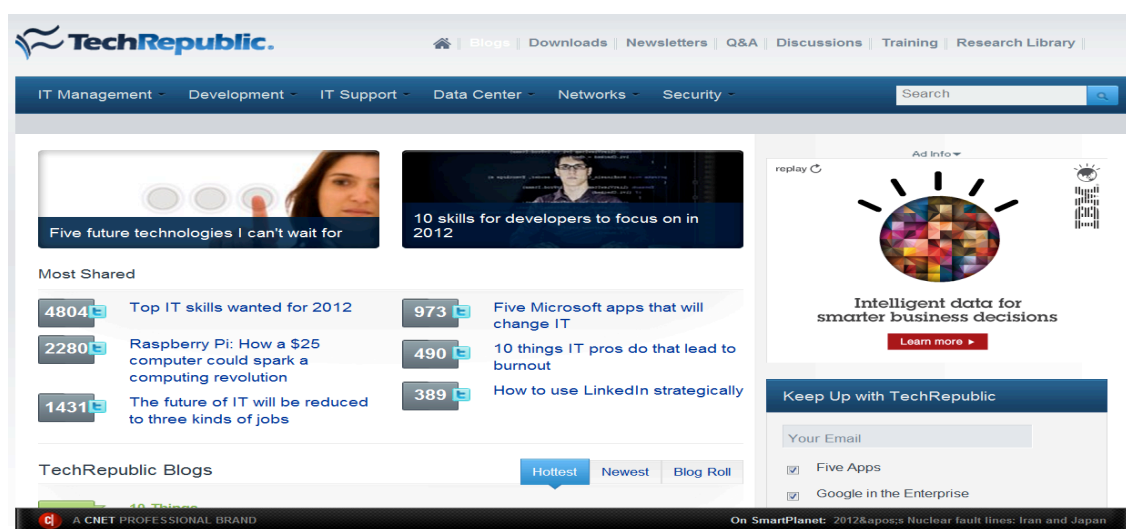 TechRepublic.
Blogs Downloads Newsletters Q&A Discussions Training Research Library
IT Management Development IT Support Data Center Networks Security
Search
Five future technologies I can't wait for
10 skills for developers to focus on in
2012
Most Shared
4804 Top IT skills wanted for 2012
2280 Raspberry Pi: How a $25
computer could spark a
computing revolution
1431 The future of IT will be reduced
to three kinds of jobs
973 Five Microsoft apps that will
change IT
490 10 things IT pros do that lead to
burnout
389 How to use LinkedIn strategically
TechRepublic Blogs
Hottest Newest Blog Roll
10 Things
Ad Info
replay
Intelligent data for
smarter business decisions
Learn more
Keep Up with TechRepublic
Your Email
Five Apps
Google in the Enterprise
A CNET PROFESSIONAL BRAND
On SmartPlanet: 2012&apos;s Nuclear fault lines: Iran and Japan